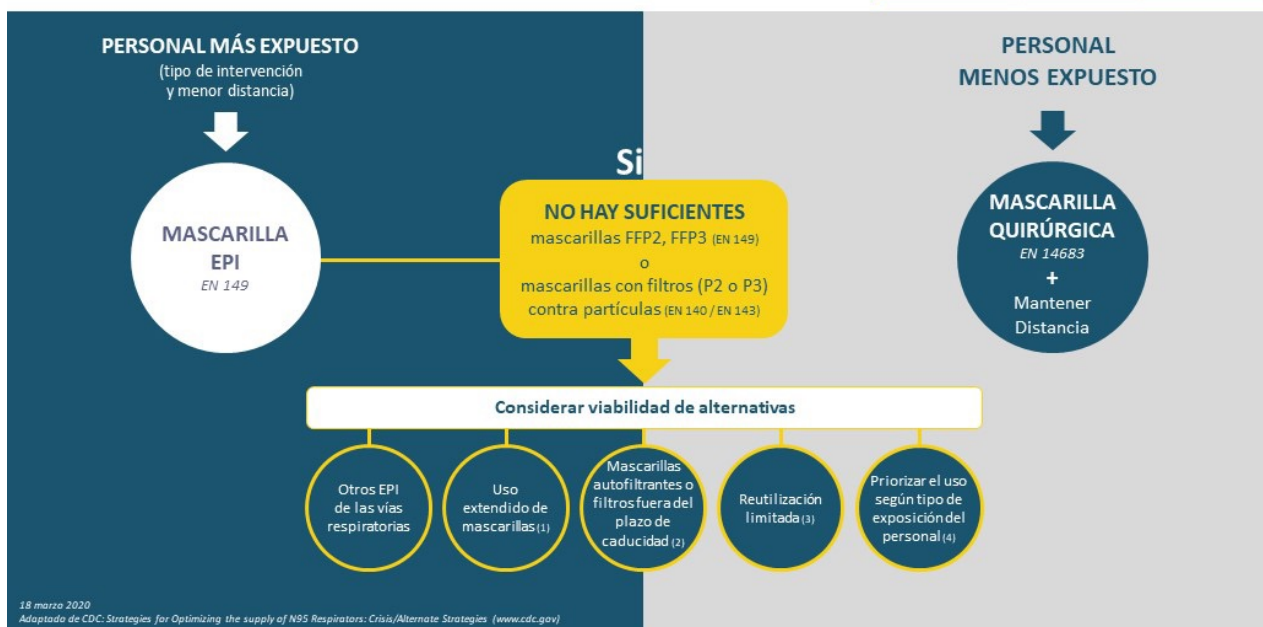 PERSONAL MÁS EXPUESTO
(tipo de intervención
y menor distancia)
PERSONAL
MENOS EXPUESTO
Si
MASCARILLA
EPI
EN 149
NO HAY SUFICIENTES
mascarillas FFP2, FFP3 (EN 149)
o
mascarillas con filtros (P2 o P3)
contra partículas (EN 140 / EN 143)
MASCARILLA
QUIRÚRGICA
EN 14683
+
Mantener
Distancia
Considerar viabilidad de alternativas
Otros EPI
de las vías
respiratorias
Uso
extendido de
mascarillas (1)
Mascarillas
autofiltrantes o
filtros fuera del
plazo de
caducidad (2)
Reutilización
limitada (3)
Priorizar el uso
según tipo de
exposición del
personal (4)
18 marzo 2020
Adaptado de CDC: Strategies for Optimizing the supply of N95 Respirators: Crisis/Alternate Strategies (www.cdc.gov)